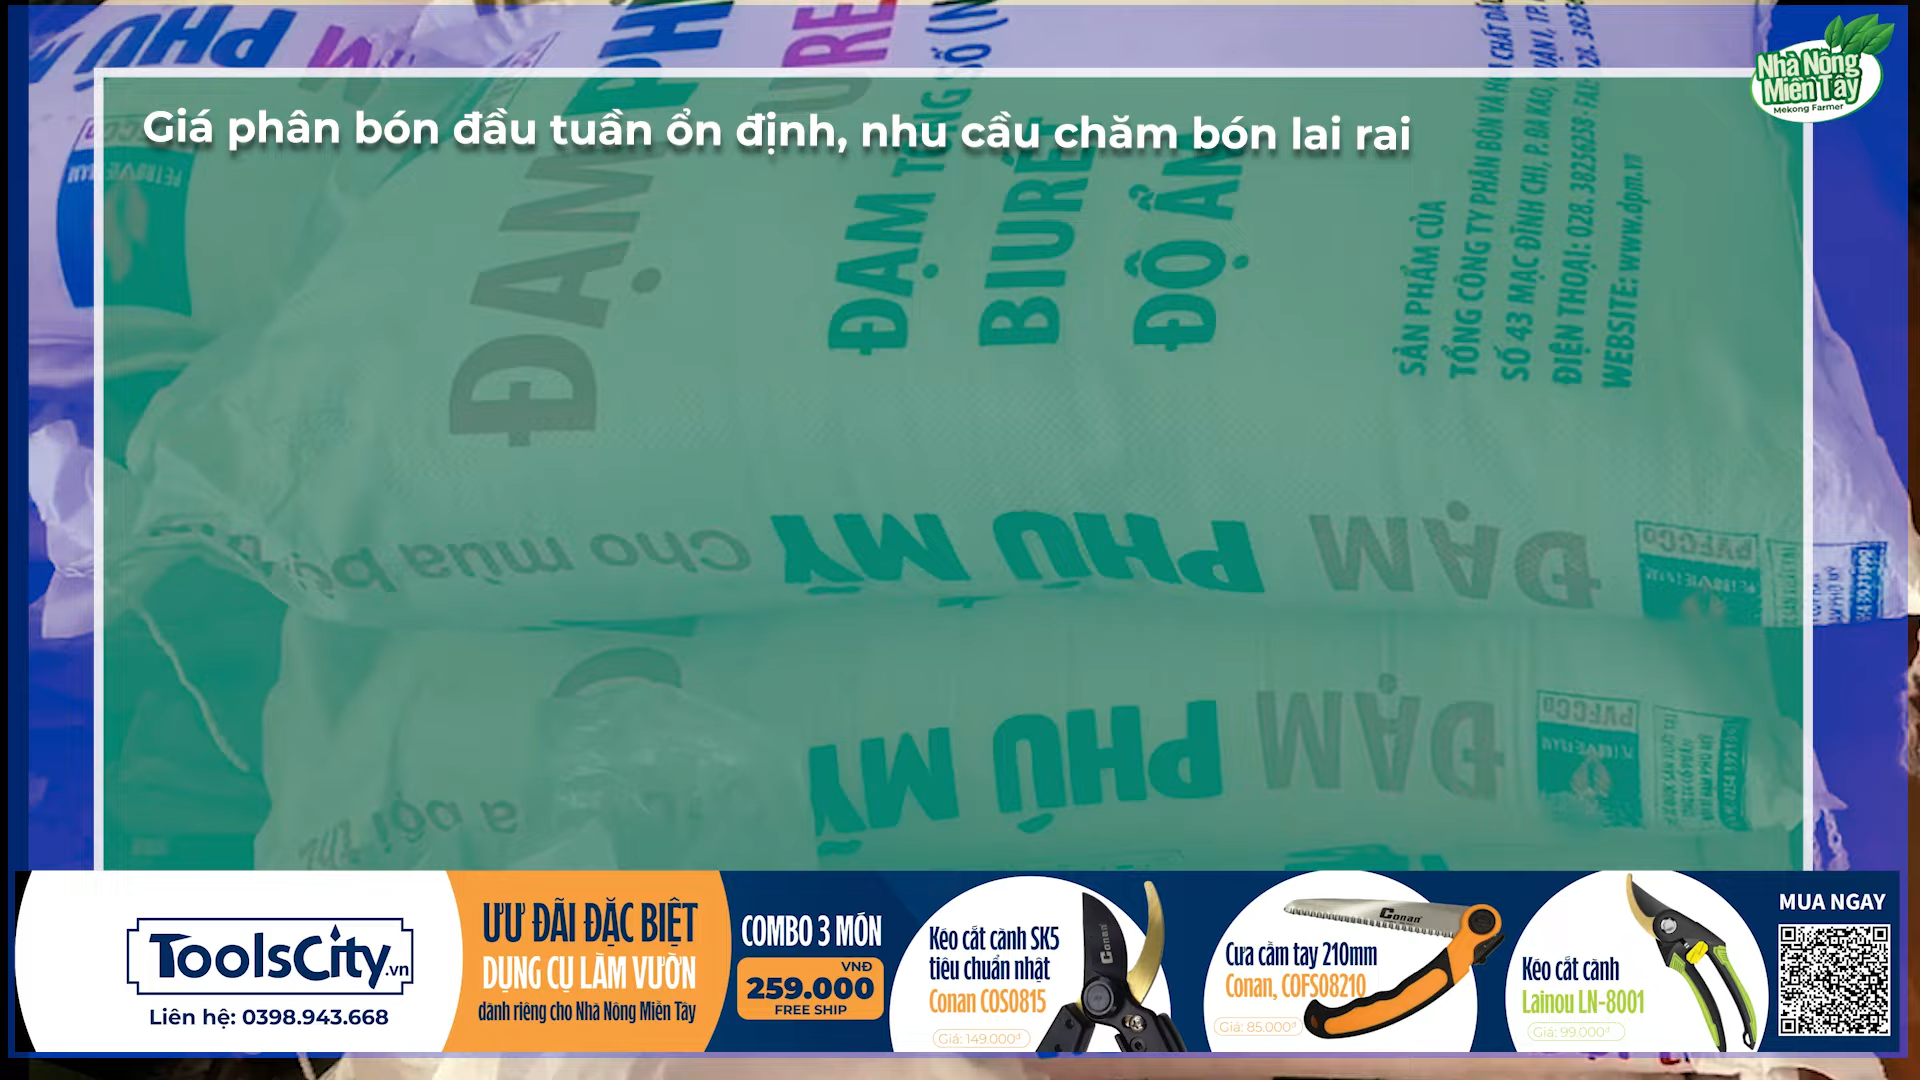 Nhà Nông
Miền Tây
Mekong Farmer
Giá phân bón đầu tuần ổn định, nhu cầu chăm bón lai rai
ĐẠM
ĐẠM
BIURÉT
ĐỘ ẨM
SẢN PHẨM CỦA
TỔNG CÔNG TY PHÂN BÓN VÀ HÓA CHẤT DẦU
SỐ 43 MẠC ĐĨNH CHI, P. ĐA KAO,
ĐIỆN THOẠI: 028. 38256258 - FAX:
WEBSITE: www.dpm.vn
ĐẠM PHÚ MỸ
cho mùa
PVFCCo
PETROVIETNAM
ĐẠM PHÚ MỸ
PVFCCo
ToolsCity.vn
Liên hệ: 0398.943.668
ƯU ĐÃI ĐẶC BIỆT
DỤNG CỤ LÀM VƯỜN
dành riêng cho Nhà Nông Miền Tây
COMBO 3 MÓN
VNĐ
259.000
FREE SHIP
Kéo cắt cành SK5
tiêu chuẩn nhật
Conan COS0815
Giá: 149.000đ
Conan
Cưa cầm tay 210mm
Conan, COFS08210
Giá: 85.000đ
Conan
Kéo cắt cành
Lainou LN-8001
Giá: 99.000đ
MUA NGAY